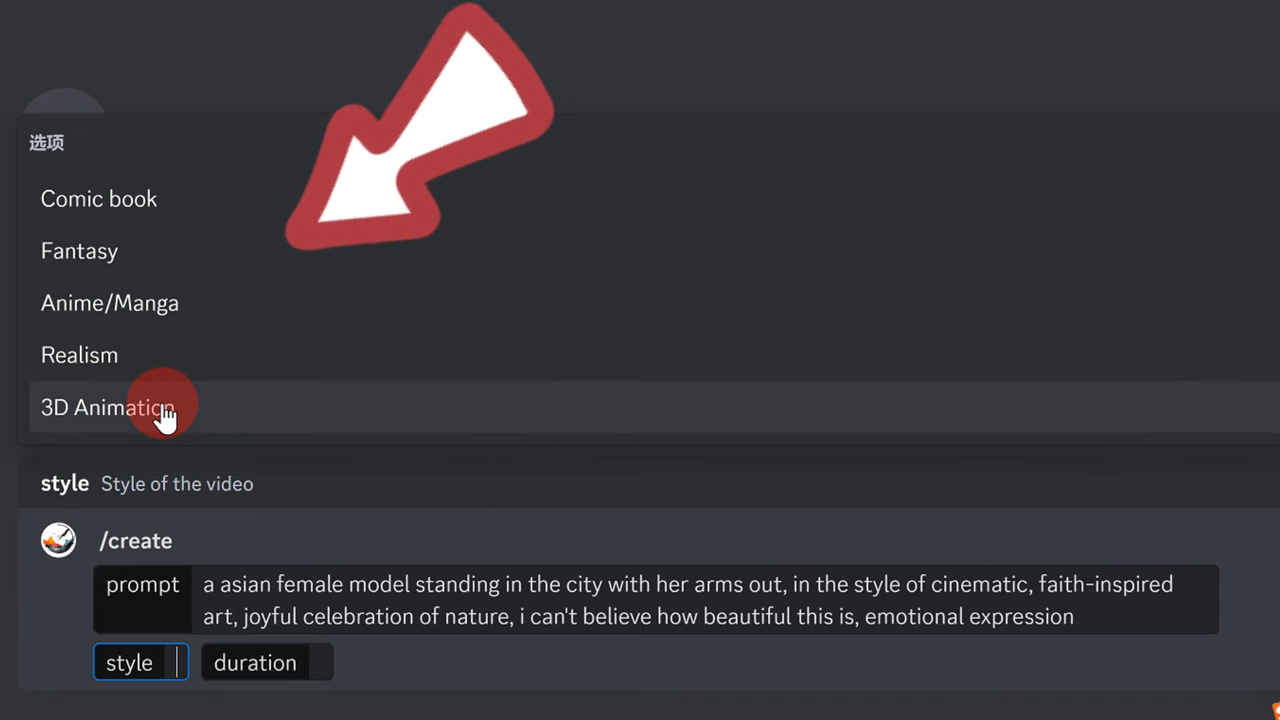 选项
Comic book
Fantasy
Anime/Manga
Realism
3D Animation
style Style of the video
/create
prompt a asian female model standing in the city with her arms out, in the style of cinematic, faith-inspired
art, joyful celebration of nature, i can't believe how beautiful this is, emotional expression
style duration